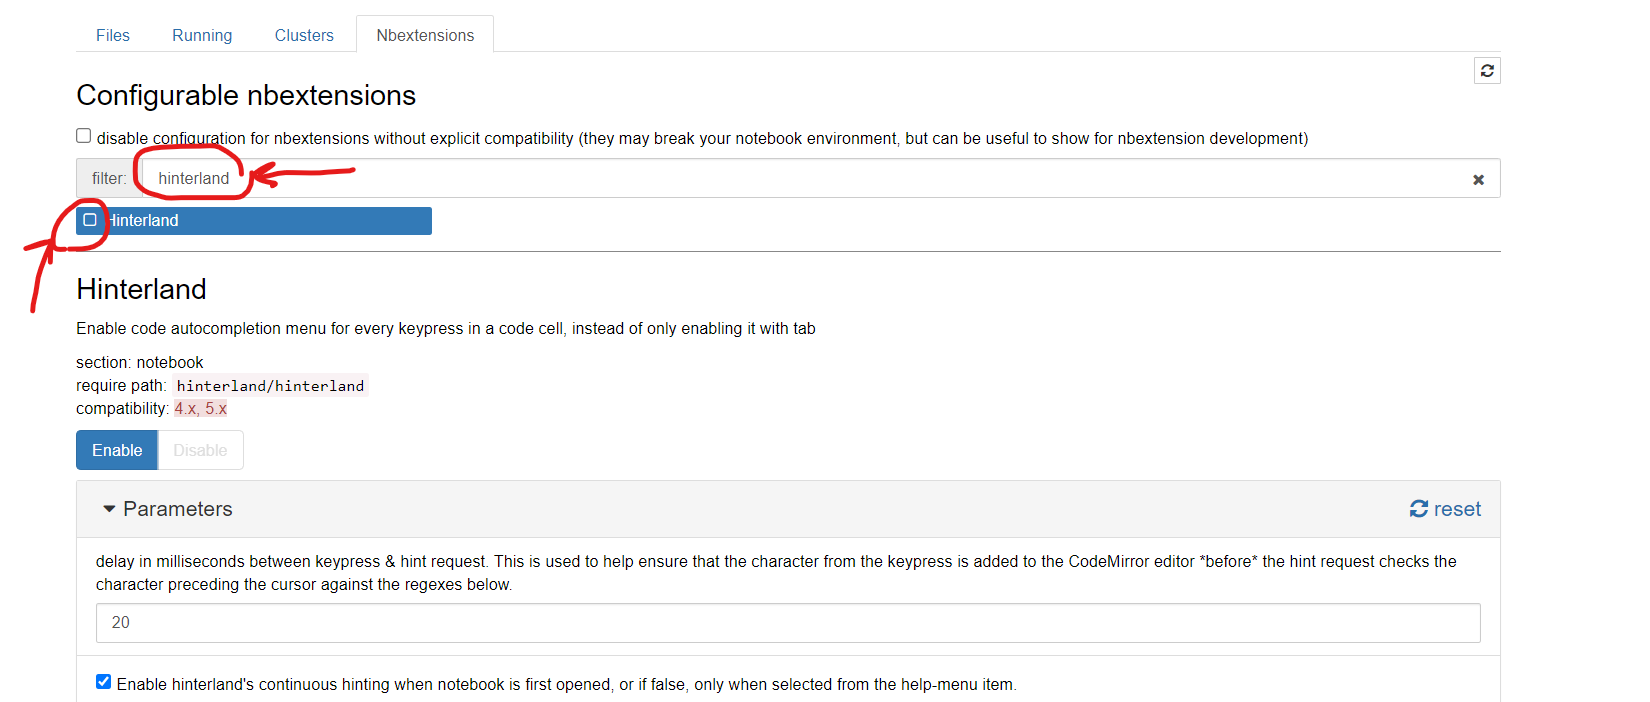 Files Running Clusters Nbextensions
Configurable nbextensions
disable configuration for nbextensions without explicit compatibility (they may break your notebook environment, but can be useful to show for nbextension development)
filter: hinterland
Hinterland
Hinterland
Enable code autocompletion menu for every keypress in a code cell, instead of only enabling it with tab
section: notebook
require path: hinterland/hinterland
compatibility: 4.x, 5.x
Enable Disable
Parameters reset
delay in milliseconds between keypress & hint request. This is used to help ensure that the character from the keypress is added to the CodeMirror editor *before* the hint request checks the
character preceding the cursor against the regexes below.
20
Enable hinterland's continuous hinting when notebook is first opened, or if false, only when selected from the help-menu item.